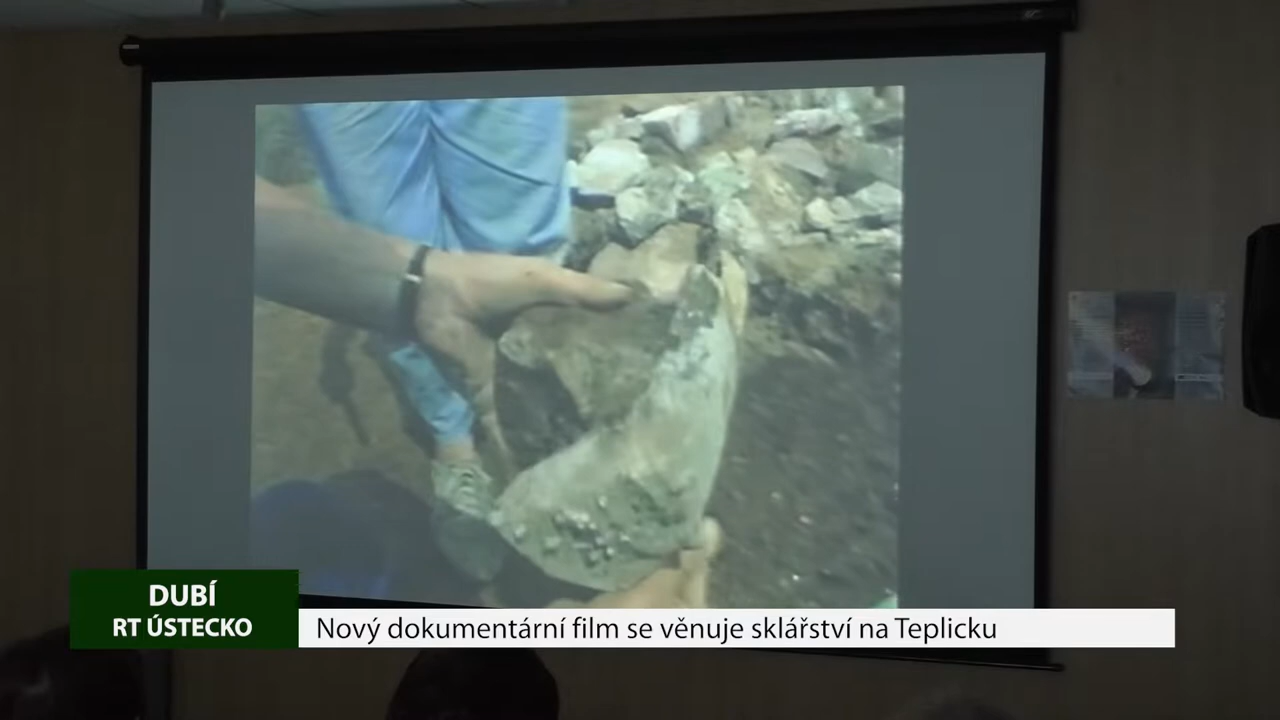 DUBÍ
RT ÚSTECKO
Nový dokumentární film se věnuje sklářství na Teplicku